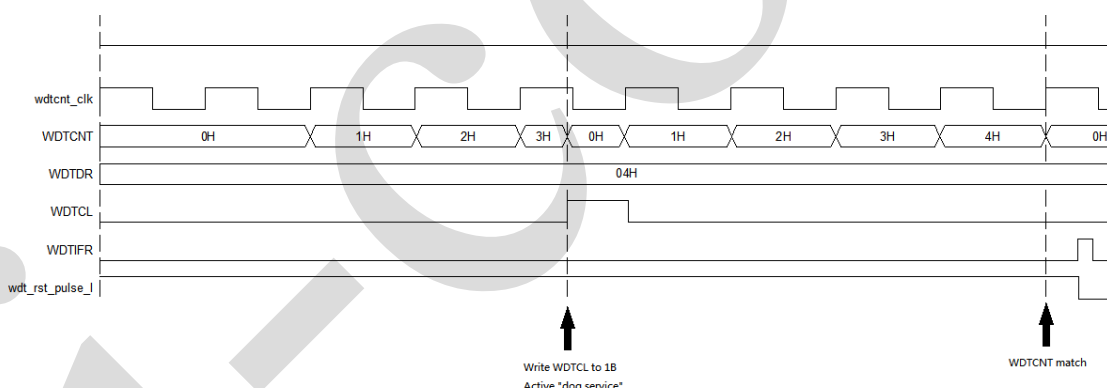 wdtcnt_clk
WDTCNT 0H 1H 2H 3H 0H 1H 2H 3H 4H 0H
WDTDR 04H
WDTCL
WDTIFR
wdt_rst_pulse_l
Write WDTCL to 1B
Active "dog service"
WDTCNT match